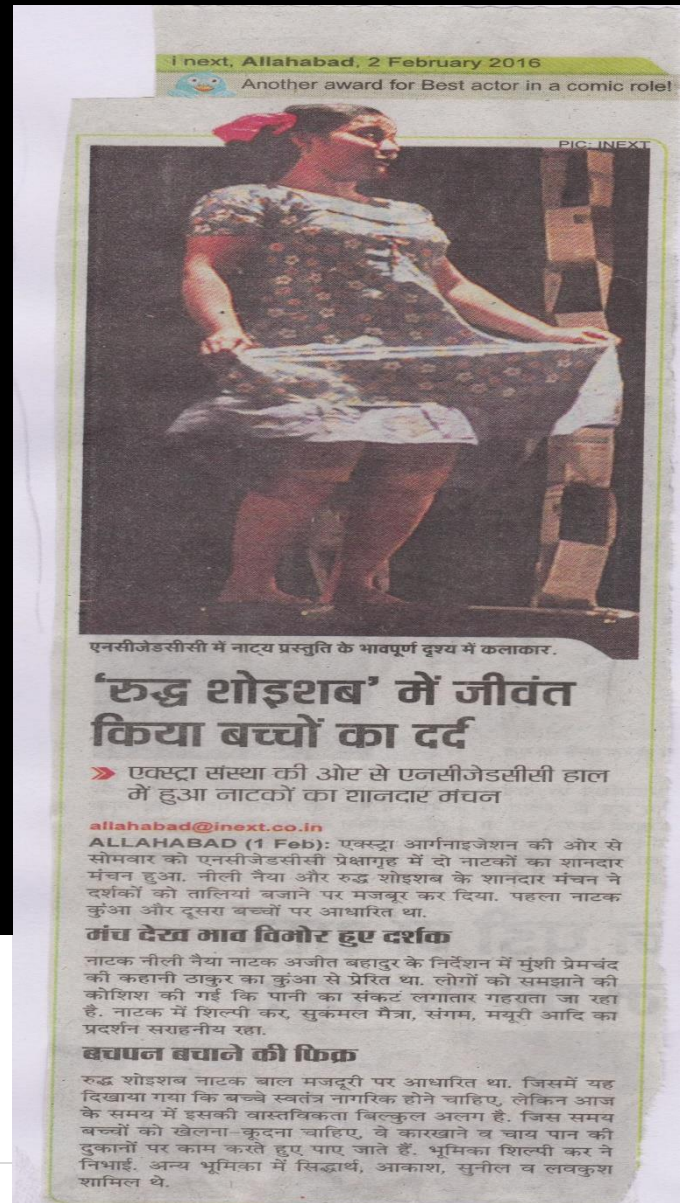 i next, Allahabad, 2 February 2016
Another award for Best actor in a comic role!
PIC: INEXT
एनसीजेडसीसी में नाट्य प्रस्तुति के भावपूर्ण दृश्य में कलाकार.
‘रुद्ध शोइशब’ में जीवंत
किया बच्चों का दर्द
एक्स्ट्रा संस्था की ओर से एनसीजेडसीसी हाल
में हुआ नाटकों का शानदार मंचन
allahabad@inext.co.in
ALLAHABAD (1 Feb): एक्स्ट्रा आर्गनाइजेशन की ओर से
सोमवार को एनसीजेडसीसी प्रेक्षागृह में दो नाटकों का शानदार
मंचन हुआ. नीली नैया और रुद्ध शोइशब के शानदार मंचन ने
दर्शकों को तालियां बजाने पर मजबूर कर दिया. पहला नाटक
कुंआ और दूसरा बच्चों पर आधारित था.
मंच देख भाव विभोर हुए दर्शक
नाटक नीली नैया नाटक अजीत बहादुर के निर्देशन में मुंशी प्रेमचंद
की कहानी ठाकुर का कुंआ से प्रेरित था. लोगों को समझाने की
कोशिश की गई कि पानी का संकट लगातार गहराता जा रहा
है. नाटक में शिल्पी कर, सुकमल मैत्रा, संगम, मयूरी आदि का
प्रदर्शन सराहनीय रहा.
बचपन बचाने की फिक्र
रुद्ध शोइशब नाटक बाल मजदूरी पर आधारित था. जिसमें यह
दिखाया गया कि बच्चे स्वतंत्र नागरिक होने चाहिए, लेकिन आज
के समय में इसकी वास्तविकता बिल्कुल अलग है. जिस समय
बच्चों को खेलना-कूदना चाहिए, वे कारखाने व चाय पान की
दुकानों पर काम करते हुए पाए जाते हैं. भूमिका शिल्पी कर ने
निभाई. अन्य भूमिका में सिद्धार्थ, आकाश, सुनील व लवकुश
शामिल थे.